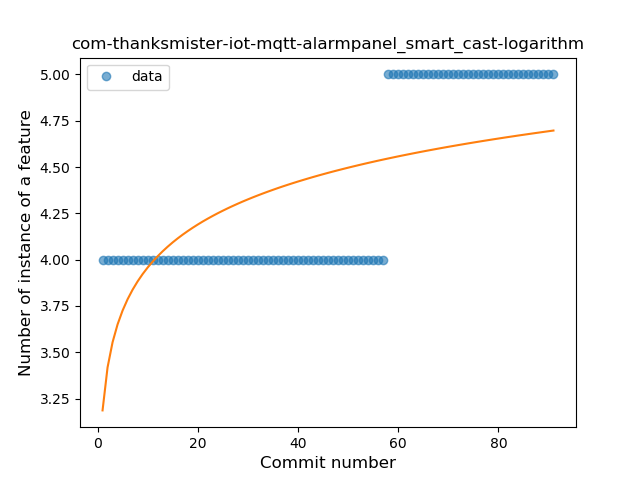 com-thanksmister-iot-mqtt-alarmpanel_smart_cast-logarithm
data
Number of instance of a feature
5.00
4.75
4.50
4.25
4.00
3.75
3.50
3.25
0 20 40 60 80
Commit number